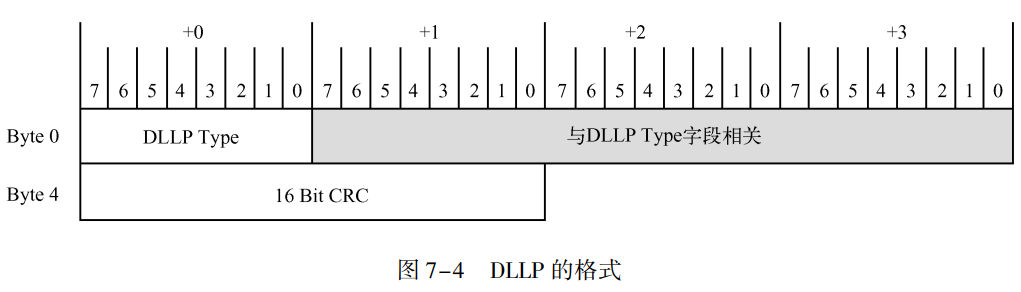 +0 +1 +2 +3
7 6 5 4 3 2 1 0 7 6 5 4 3 2 1 0 7 6 5 4 3 2 1 0 7 6 5 4 3 2 1 0
Byte 0 DLLP Type 与DLLP Type字段相关
Byte 4 16 Bit CRC
图 7-4 DLLP 的格式